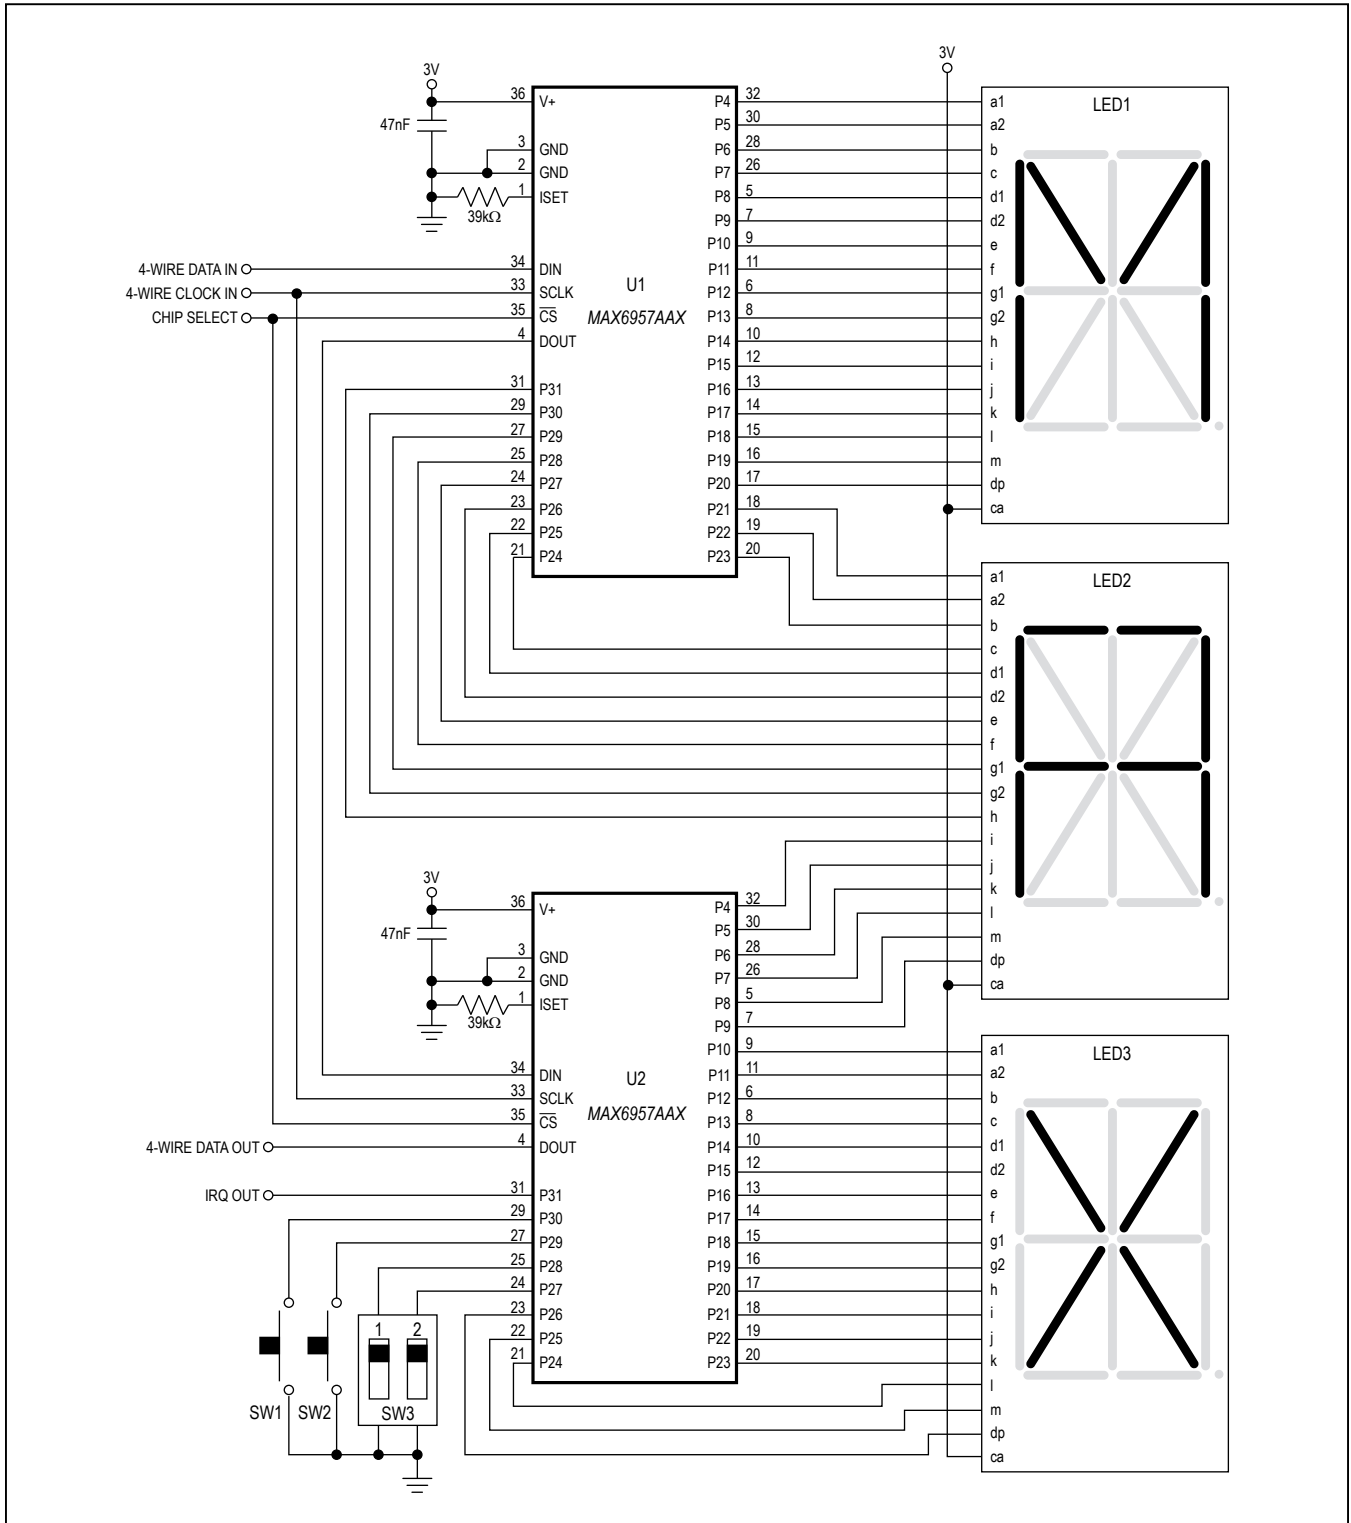 3V
3V
36 V+
47nF
3 GND
2 GND
1 ISET
39kΩ
4-WIRE DATA IN
34 DIN
4-WIRE CLOCK IN
33 SCLK
CHIP SELECT
35 CS
4 DOUT
31 P31
29 P30
27 P29
25 P28
24 P27
23 P26
22 P25
21 P24
U1
MAX6957AAX
P4 32
P5 30
P6 28
P7 26
P8 5
P9 7
P10 9
P11 11
P12 6
P13 8
P14 10
P15 12
P16 13
P17 14
P18 15
P19 16
P20 17
P21 18
P22 19
P23 20
LED1
a1
a2
b
c
d1
d2
e
f
g1
g2
h
i
j
k
l
m
dp
ca
LED2
a1
a2
b
c
d1
d2
e
f
g1
g2
h
i
j
k
l
m
dp
ca
3V
36 V+
47nF
3 GND
2 GND
1 ISET
39kΩ
34 DIN
33 SCLK
35 CS
4-WIRE DATA OUT
4 DOUT
IRQ OUT
31 P31
29 P30
27 P29
25 P28
24 P27
23 P26
22 P25
21 P24
U2
MAX6957AAX
P4 32
P5 30
P6 28
P7 26
P8 5
P9 7
P10 9
P11 11
P12 6
P13 8
P14 10
P15 12
P16 13
P17 14
P18 15
P19 16
P20 17
P21 18
P22 19
P23 20
LED3
a1
a2
b
c
d1
d2
e
f
g1
g2
h
i
j
k
l
m
dp
ca
1 2
SW1 SW2 SW3